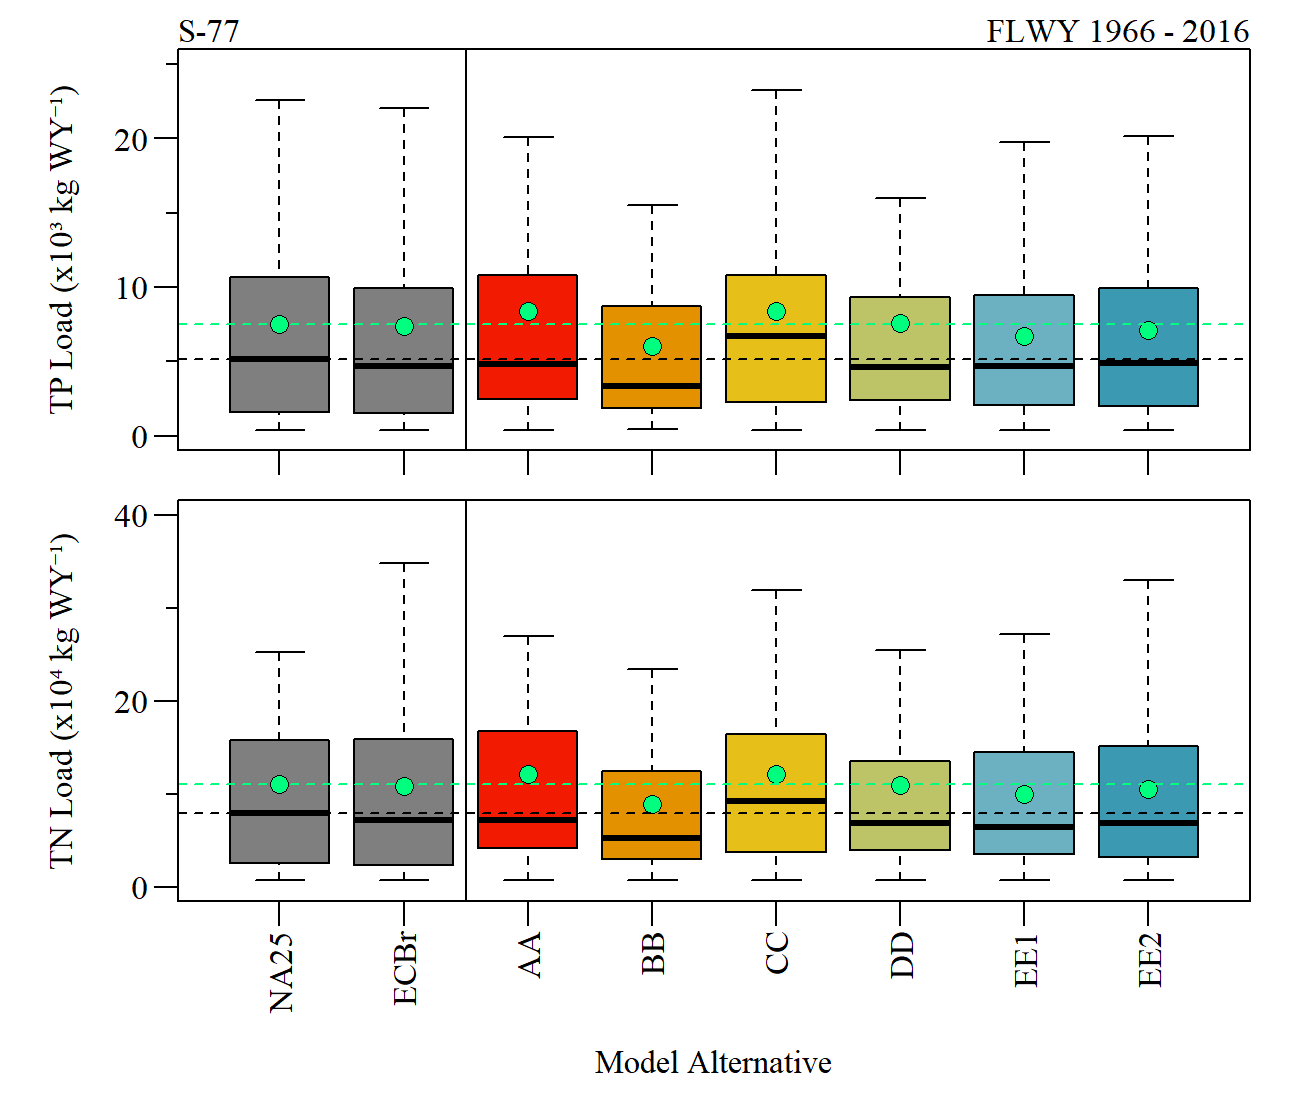 S-77
FLWY 1966 - 2016
TP Load (x10³ kg WY⁻¹)
20
10
0
TN Load (x10⁴ kg WY⁻¹)
40
20
0
NA25
ECBr
AA
BB
CC
DD
EE1
EE2
Model Alternative